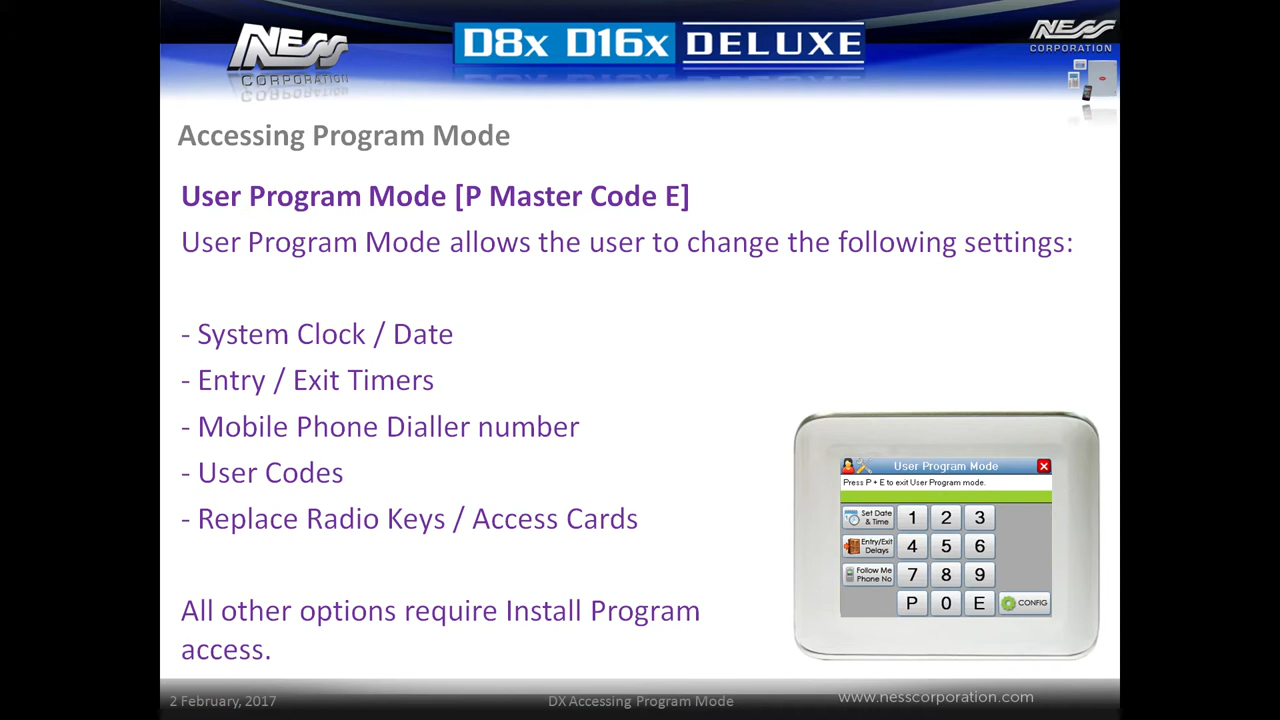 NESS
CORPORATION
D8x D16x DELUXE
NESS
CORPORATION
Accessing Program Mode
User Program Mode [P Master Code E]
User Program Mode allows the user to change the following settings:
- System Clock / Date
- Entry / Exit Timers
- Mobile Phone Dialler number
- User Codes
- Replace Radio Keys / Access Cards
All other options require Install Program
access.
User Program Mode
Press P + E to exit User Program mode.
Set Date
& Time
1 2 3
Entry/Exit
Delays
4 5 6
Follow Me
Phone No
7 8 9
P 0 E CONFIG
2 February, 2017
DX Accessing Program Mode
www.nesscorporation.com